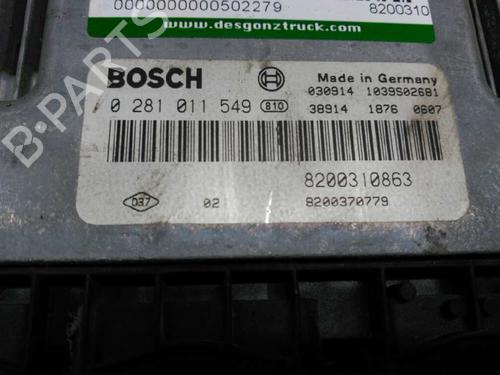 0000000000502279
8200310
www.desgonztruck.com
BOSCH
Made in Germany
0 281 011 549 810
030914 1039S02681
38914 1876 0607
8200310863
D37 02 8200370779
B-PARTS